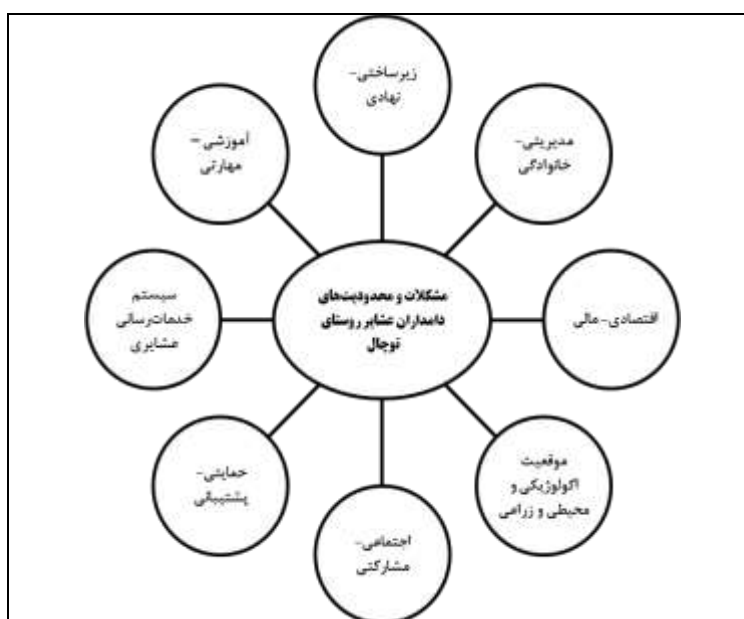 زیرساختی-
نهادی
مدیریتی-
خانوادگی
اقتصادی-مالی
موقعیت
اکولوژیکی و
محیطی و زراعی
اجتماعی-
مشارکتی
حمایتی-
پشتیبانی
سیستم
خدمات‌رسانی
عشایری
آموزشی-
مهارتی
مشکلات و محدودیت‌های
دامداران عشایر روستای
توچال